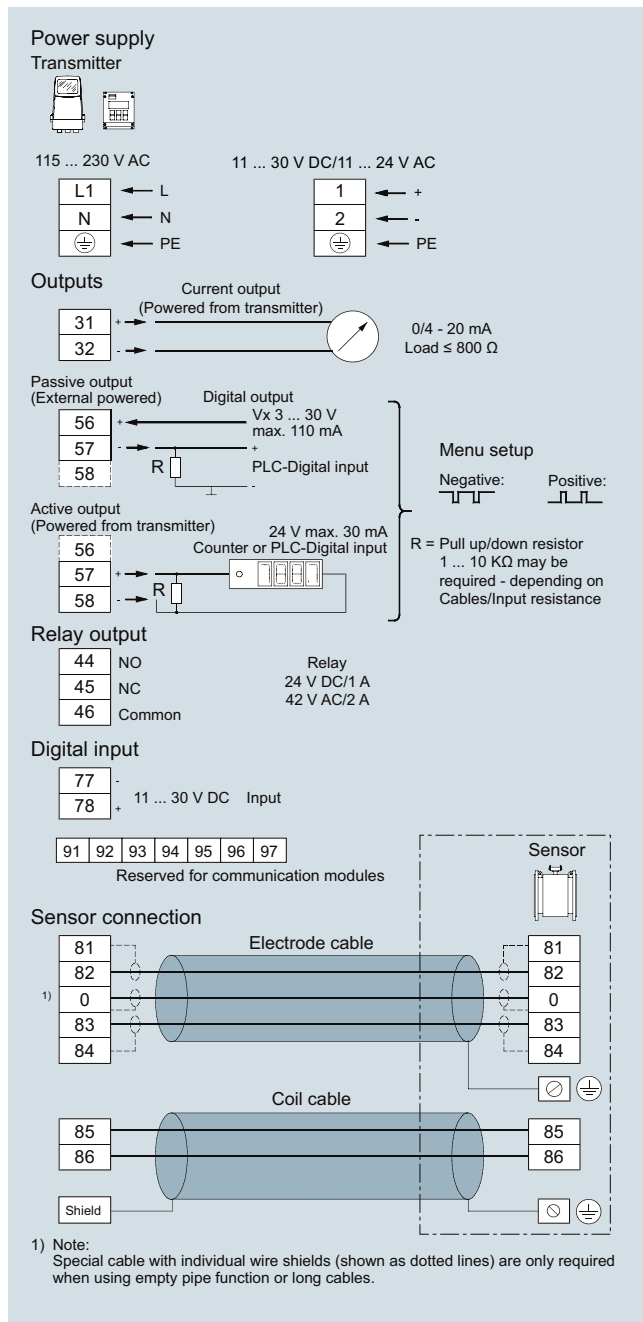 Power supply
Transmitter
115 ... 230 V AC
11 ... 30 V DC/11 ... 24 V AC
L1 L
N N
PE
1 +
2 -
PE
Outputs
Current output
(Powered from transmitter)
31 +
32 -
0/4 - 20 mA
Load ≤ 800 Ω
Passive output
(External powered)
Digital output
56 +
57 -
58
Vx 3 ... 30 V
max. 110 mA
+
R
PLC-Digital input
-
Menu setup
Negative: Positive:
Active output
(Powered from transmitter)
24 V max. 30 mA
Counter or PLC-Digital input
56
57 +
58 -
R
R = Pull up/down resistor
1 ... 10 KΩ may be
required - depending on
Cables/Input resistance
Relay output
44 NO
45 NC
46 Common
Relay
24 V DC/1 A
42 V AC/2 A
Digital input
77 -
78 +
11 ... 30 V DC Input
91 92 93 94 95 96 97
Reserved for communication modules
Sensor
Sensor connection
Electrode cable
81 81
82 82
1) 0 0
83 83
84 84
Coil cable
85 85
86 86
Shield
1) Note:
Special cable with individual wire shields (shown as dotted lines) are only required
when using empty pipe function or long cables.